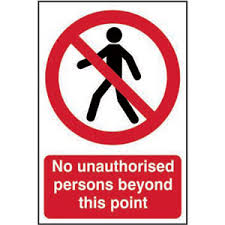 No unauthorised
persons beyond
this point